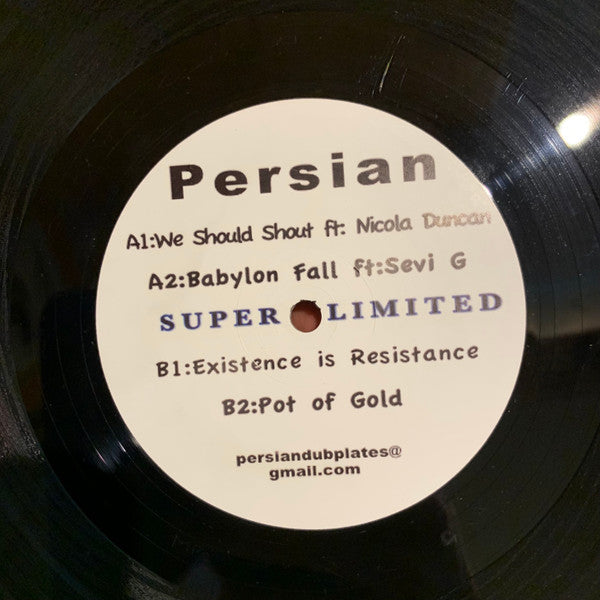 Persian
A1:We Should Shout ft: Nicola Duncan
A2:Babylon Fall ft:Sevi G
SUPER LIMITED
B1:Existence is Resistance
B2:Pot of Gold
persiandubplates@
gmail.com